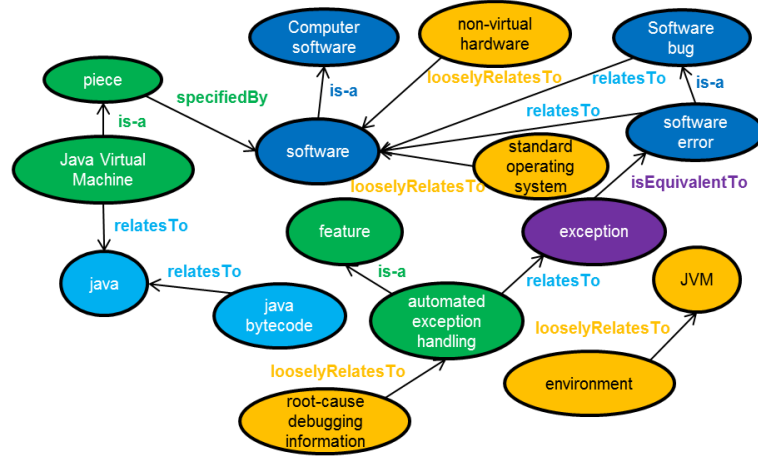 Computer
software
non-virtual
hardware
Software
bug
piece
specifiedBy
is-a
looselyRelatesTo
relatesTo
is-a
is-a
relatesTo
Java Virtual
Machine
software
software
error
standard
operating
system
looselyRelatesTo
isEquivalentTo
relatesTo
feature
exception
is-a
relatesTo
java
relatesTo
java
bytecode
automated
exception
handling
JVM
looselyRelatesTo
looselyRelatesTo
root-cause
debugging
information
environment